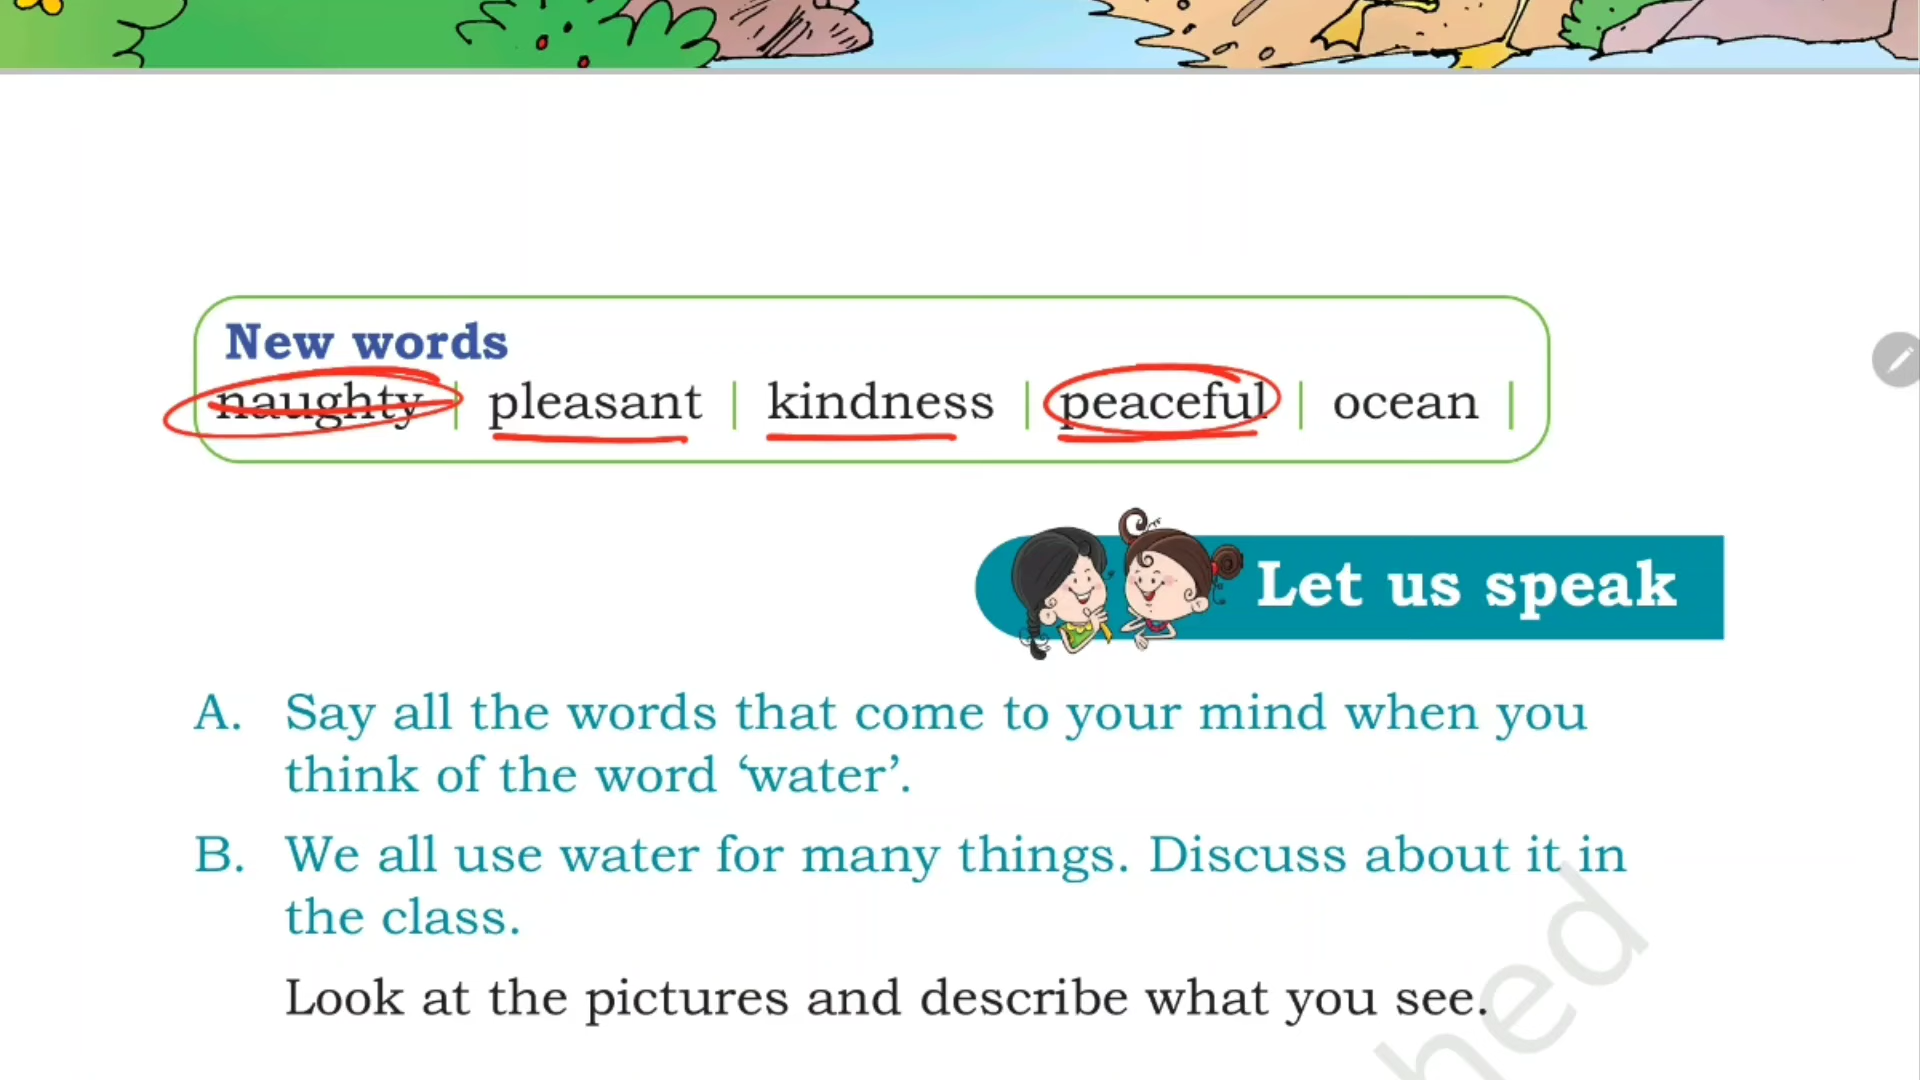 New words
naughty | pleasant | kindness | peaceful | ocean |
Let us speak
A. Say all the words that come to your mind when you
think of the word ‘water’.
B. We all use water for many things. Discuss about it in
the class.
Look at the pictures and describe what you see.